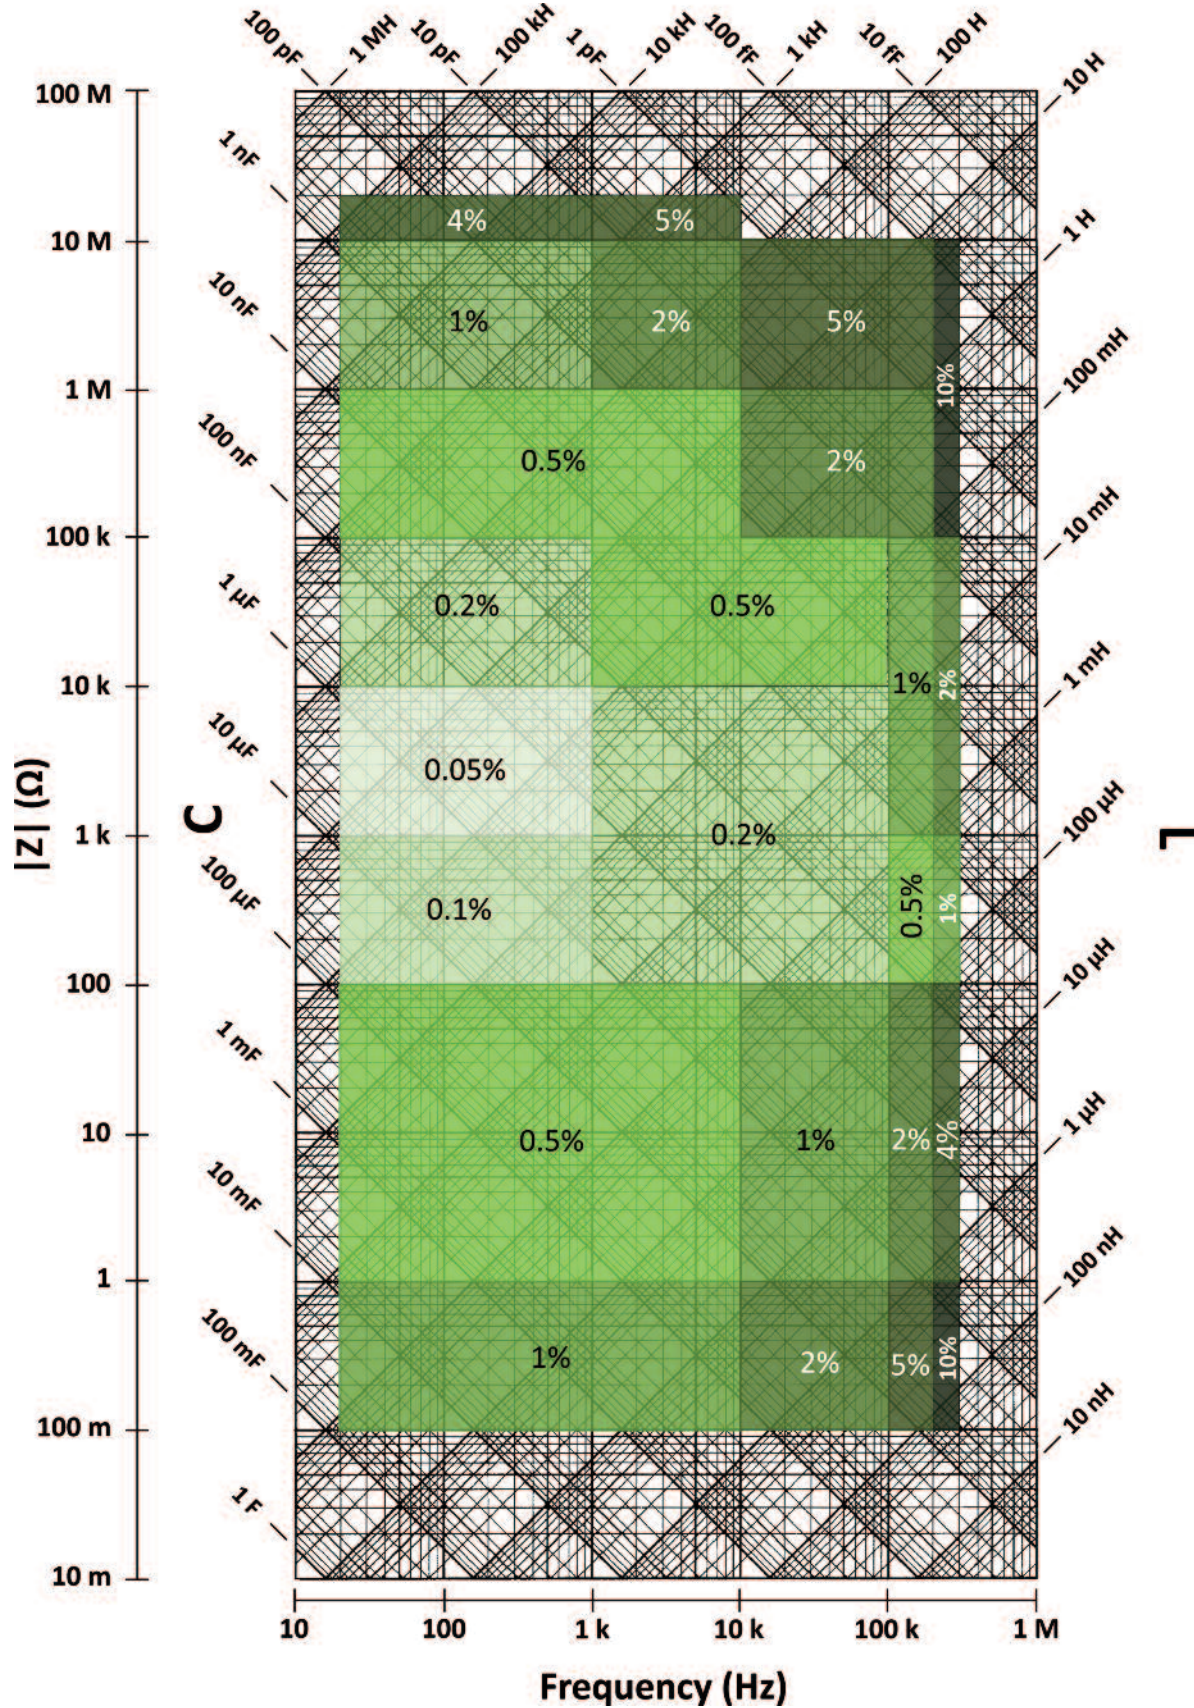 100 pF
1 MH
10 pF
100 kH
1 pF
10 kH
100 fF
1 kH
10 fF
100 H
10 H
1 H
100 mH
10 mH
1 mH
100 µH
10 µH
1 µH
100 nH
10 nH
1 nF
10 nF
100 nF
1 µF
10 µF
100 µF
1 mF
10 mF
100 mF
1 F
100 M
10 M
1 M
100 k
10 k
1 k
100
10
1
100 m
10 m
|Z| (Ω)
C
L
4%
5%
1%
2%
5%
10%
0.5%
2%
0.2%
0.5%
1%
2%
0.05%
0.2%
0.1%
0.5%
1%
0.5%
1%
2%
4%
1%
2%
5%
10%
10
100
1 k
10 k
100 k
1 M
Frequency (Hz)